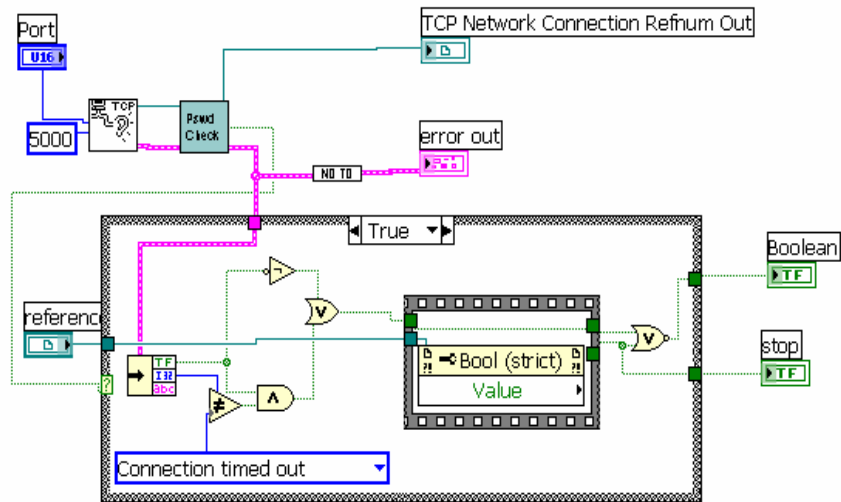 Port
TCP Network Connection Refnum Out
U16
TCP
Pswd
Check
5000
error out
NO TO
True
Boolean
TF
reference
stop
TF
TF
I32
abc
?
V
V
Λ
≠
?! Bool (strict) ?!
Value
Connection timed out